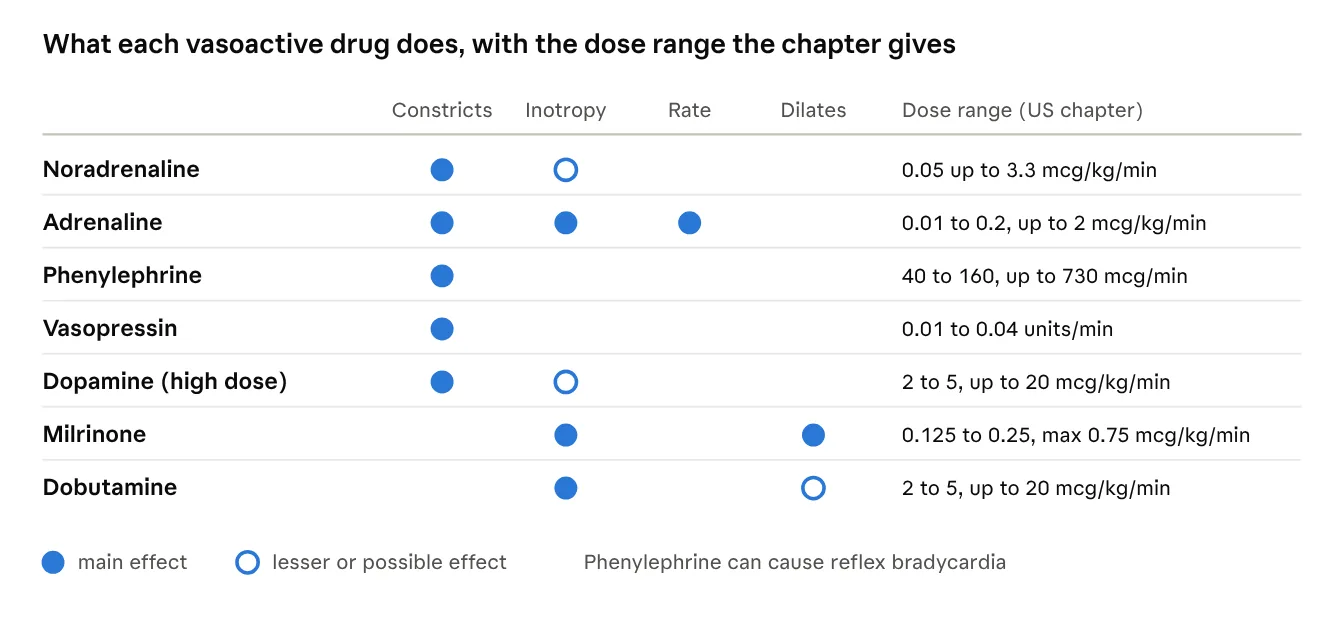 What each vasoactive drug does, with the dose range the chapter gives
Constricts Inotropy Rate Dilates Dose range (US chapter)
Noradrenaline 0.05 up to 3.3 mcg/kg/min
Adrenaline 0.01 to 0.2, up to 2 mcg/kg/min
Phenylephrine 40 to 160, up to 730 mcg/min
Vasopressin 0.01 to 0.04 units/min
Dopamine (high dose) 2 to 5, up to 20 mcg/kg/min
Milrinone 0.125 to 0.25, max 0.75 mcg/kg/min
Dobutamine 2 to 5, up to 20 mcg/kg/min
main effect lesser or possible effect Phenylephrine can cause reflex bradycardia